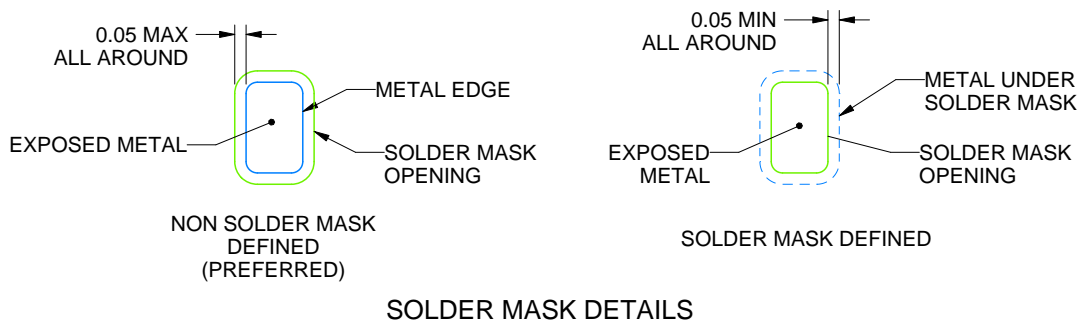 0.05 MAX
ALL AROUND
METAL EDGE
EXPOSED METAL
SOLDER MASK
OPENING
NON SOLDER MASK
DEFINED
(PREFERRED)
0.05 MIN
ALL AROUND
METAL UNDER
SOLDER MASK
EXPOSED
METAL
SOLDER MASK
OPENING
SOLDER MASK DEFINED
SOLDER MASK DETAILS